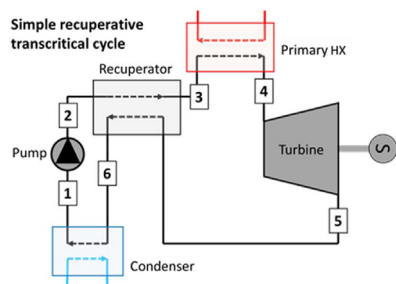 Simple recuperative
transcritical cycle
Primary HX
Recuperator
3
4
2
Pump
1
6
Turbine
S
5
Condenser